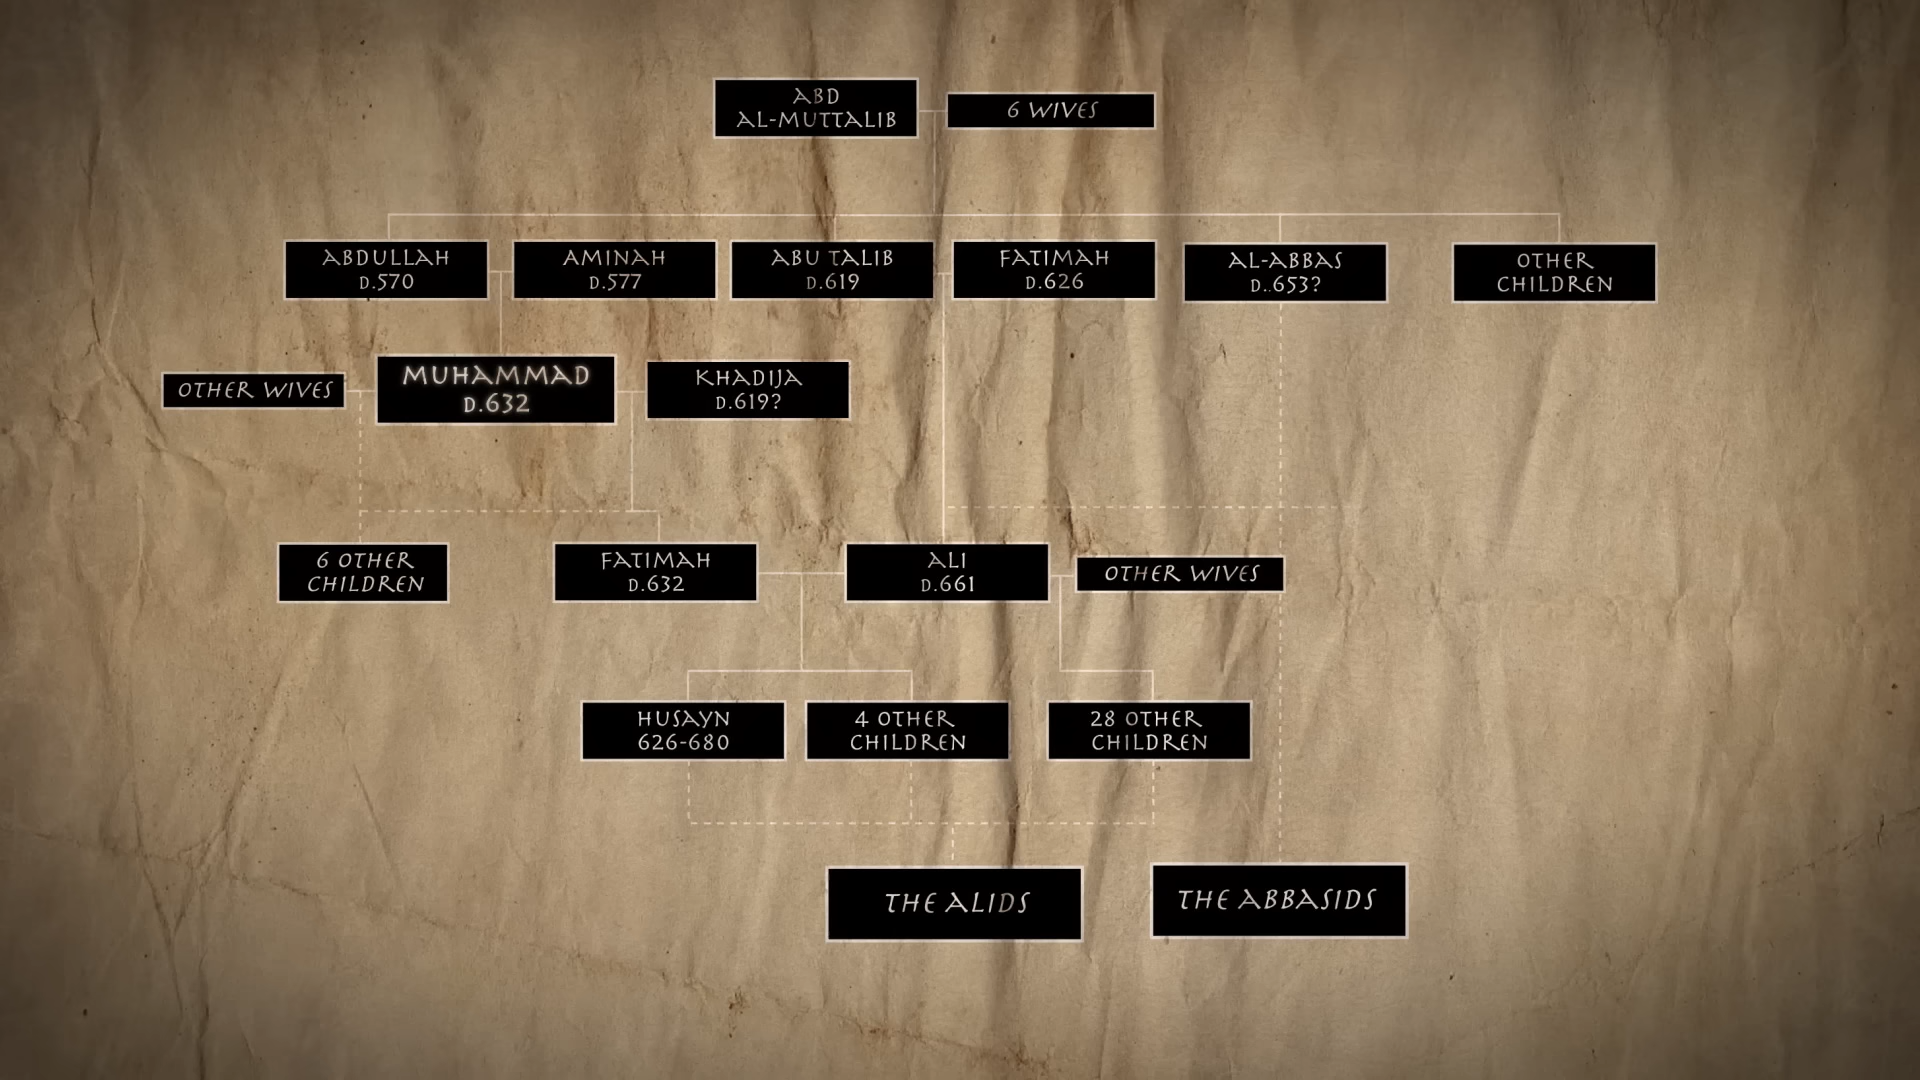 ABD
AL-MUTTALIB
6 WIVES
ABDULLAH
D.570
AMINAH
D.577
ABU TALIB
D.619
FATIMAH
D.626
AL-ABBAS
D..653?
OTHER
CHILDREN
OTHER WIVES
MUHAMMAD
D.632
KHADIJA
D.619?
6 OTHER
CHILDREN
FATIMAH
D.632
ALI
D.661
OTHER WIVES
HUSAYN
626-680
4 OTHER
CHILDREN
28 OTHER
CHILDREN
THE ALIDS
THE ABBASIDS